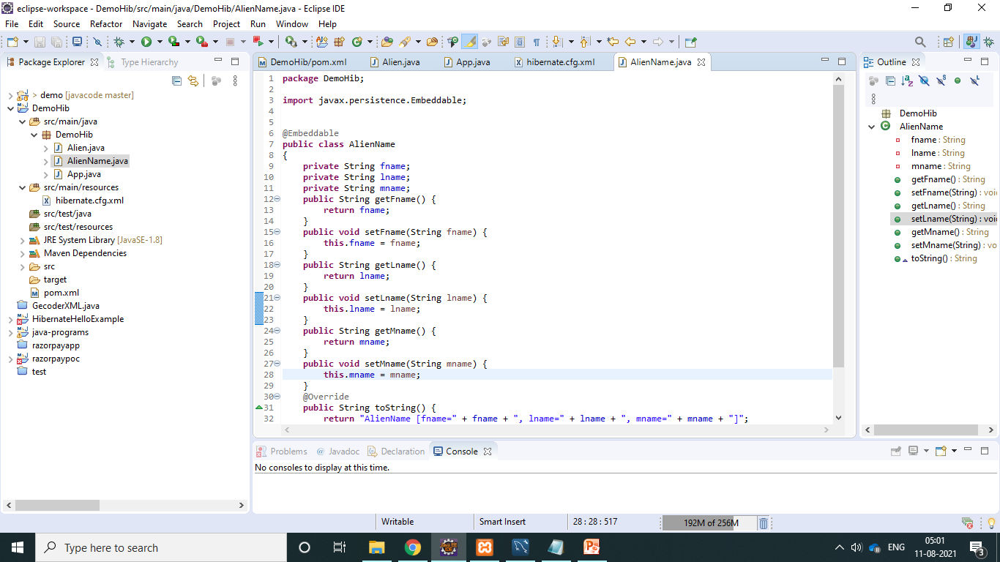 eclipse-workspace - DemoHib/src/main/java/DemoHib/AlienName.java - Eclipse IDE
File Edit Source Refactor Navigate Search Project Run Window Help
Package Explorer Type Hierarchy
> demo [javacode master]
DemoHib
src/main/java
DemoHib
Alien.java
AlienName.java
App.java
src/main/resources
hibernate.cfg.xml
src/test/java
src/test/resources
JRE System Library [JavaSE-1.8]
Maven Dependencies
src
target
pom.xml
GecoderXML.java
HibernateHelloExample
java-programs
razorpayapp
razorpaypoc
test
DemoHib/pom.xml Alien.java App.java hibernate.cfg.xml AlienName.java
1 package DemoHib;
2
3 import javax.persistence.Embeddable;
4
5
6 @Embeddable
7 public class AlienName
8 {
9 private String fname;
10 private String lname;
11 private String mname;
12 public String getFname() {
13 return fname;
14 }
15 public void setFname(String fname) {
16 this.fname = fname;
17 }
18 public String getLname() {
19 return lname;
20 }
21 public void setLname(String lname) {
22 this.lname = lname;
23 }
24 public String getMname() {
25 return mname;
26 }
27 public void setMname(String mname) {
28 this.mname = mname;
29 }
30 @Override
31 public String toString() {
32 return "AlienName [fname=" + fname + ", lname=" + lname + ", mname=" + mname + "]";
Outline
DemoHib
AlienName
fname : String
lname : String
mname : String
getFname() : String
setFname(String) : void
getLname() : String
setLname(String) : void
getMname() : String
setMname(String) : vo
toString() : String
Problems @ Javadoc Declaration Console
No consoles to display at this time.
Writable Smart Insert 28 : 28 : 517 192M of 256M
Type here to search
ENG
05:01
11-08-2021
3